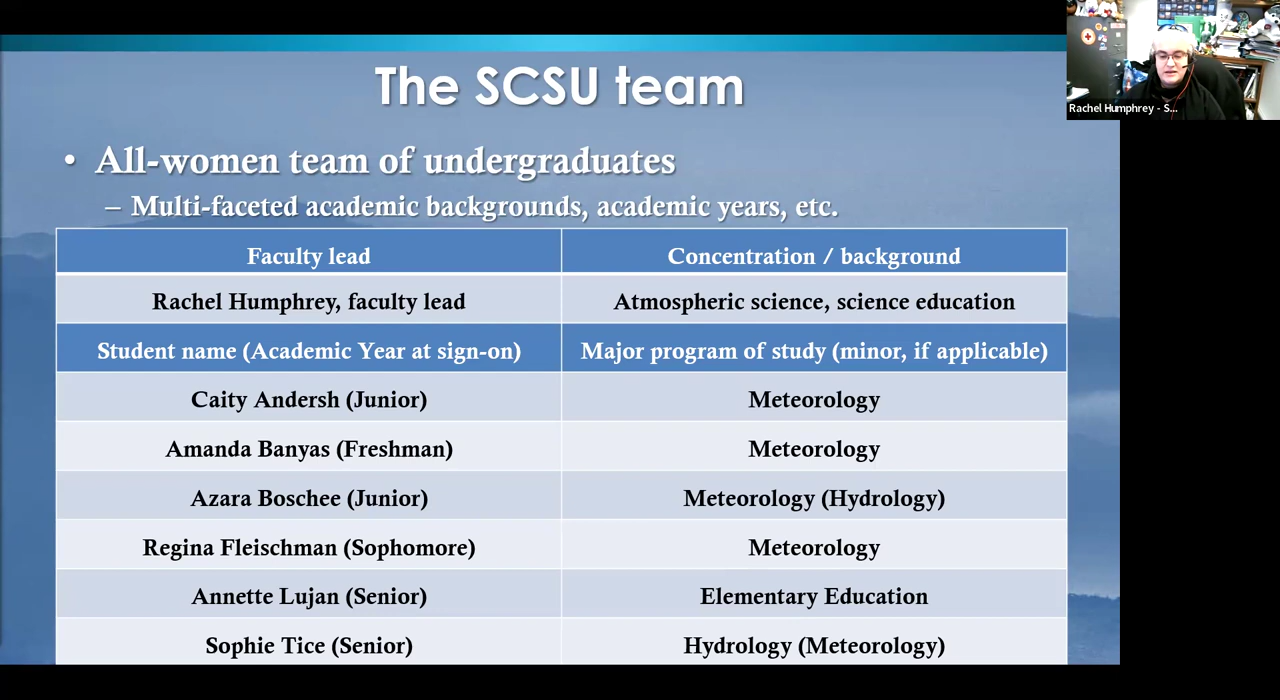 The SCSU team
Rachel Humphrey - S...
• All-women team of undergraduates
– Multi-faceted academic backgrounds, academic years, etc.
Faculty lead Concentration / background
Rachel Humphrey, faculty lead Atmospheric science, science education
Student name (Academic Year at sign-on) Major program of study (minor, if applicable)
Caity Andersh (Junior) Meteorology
Amanda Banyas (Freshman) Meteorology
Azara Boschee (Junior) Meteorology (Hydrology)
Regina Fleischman (Sophomore) Meteorology
Annette Lujan (Senior) Elementary Education
Sophie Tice (Senior) Hydrology (Meteorology)